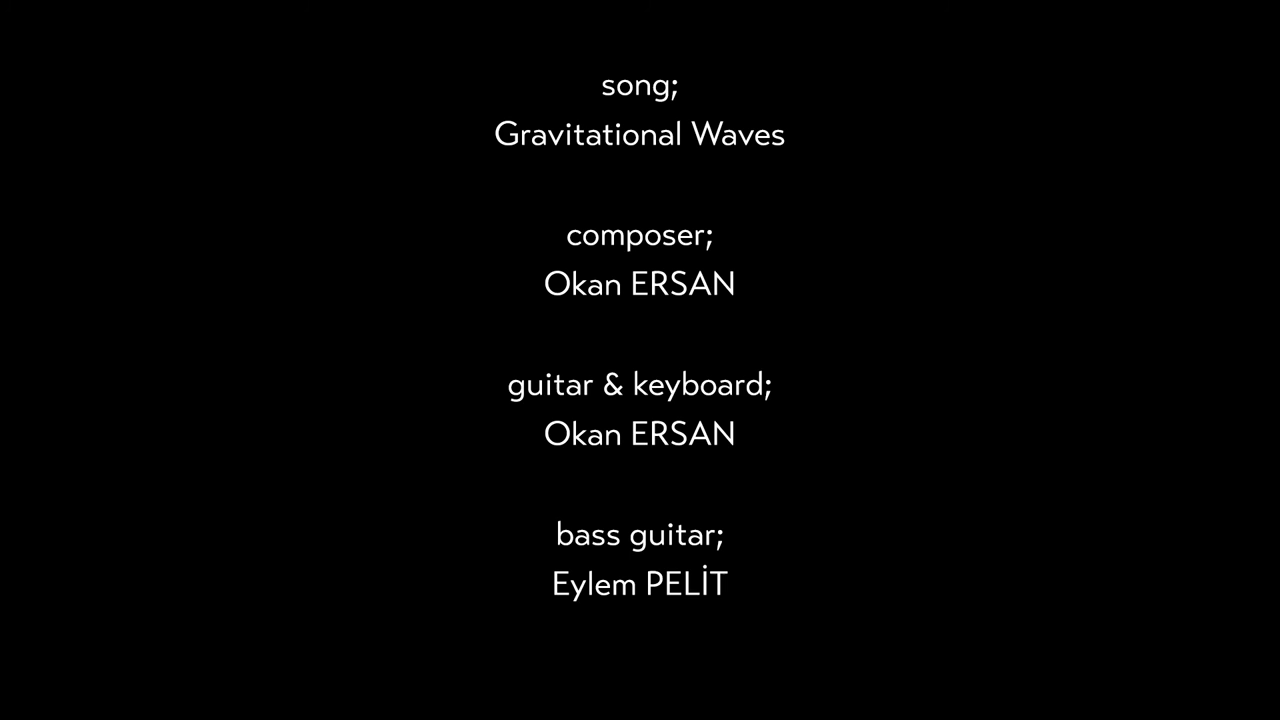 song;
Gravitational Waves
composer;
Okan ERSAN
guitar & keyboard;
Okan ERSAN
bass guitar;
Eylem PELİT